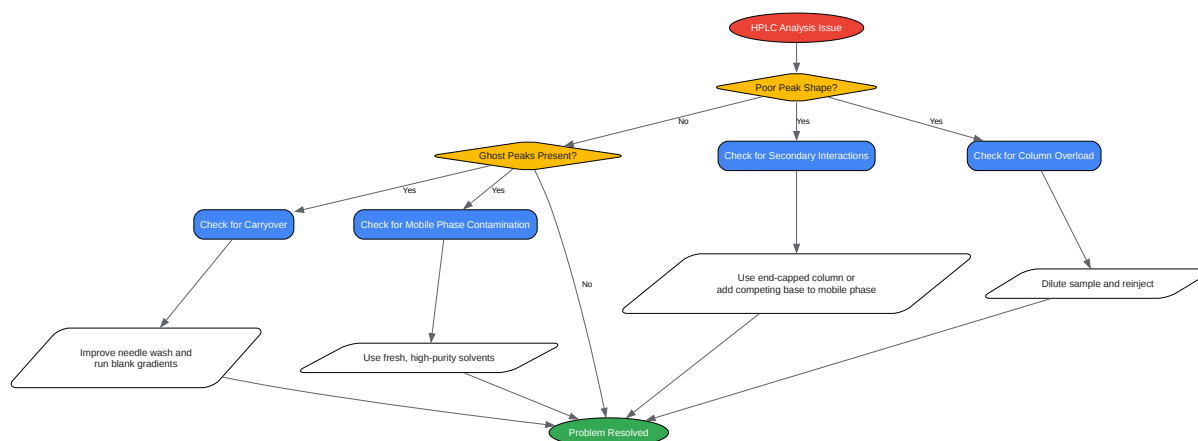 HPLC Analysis Issue
Poor Peak Shape?
No
Yes
Yes
Ghost Peaks Present?
Check for Secondary Interactions
Check for Column Overload
Yes
Yes
Check for Carryover
Check for Mobile Phase Contamination
No
Use end-capped column or
add competing base to mobile phase
Dilute sample and reinject
Improve needle wash and
run blank gradients
Use fresh, high-purity solvents
Problem Resolved